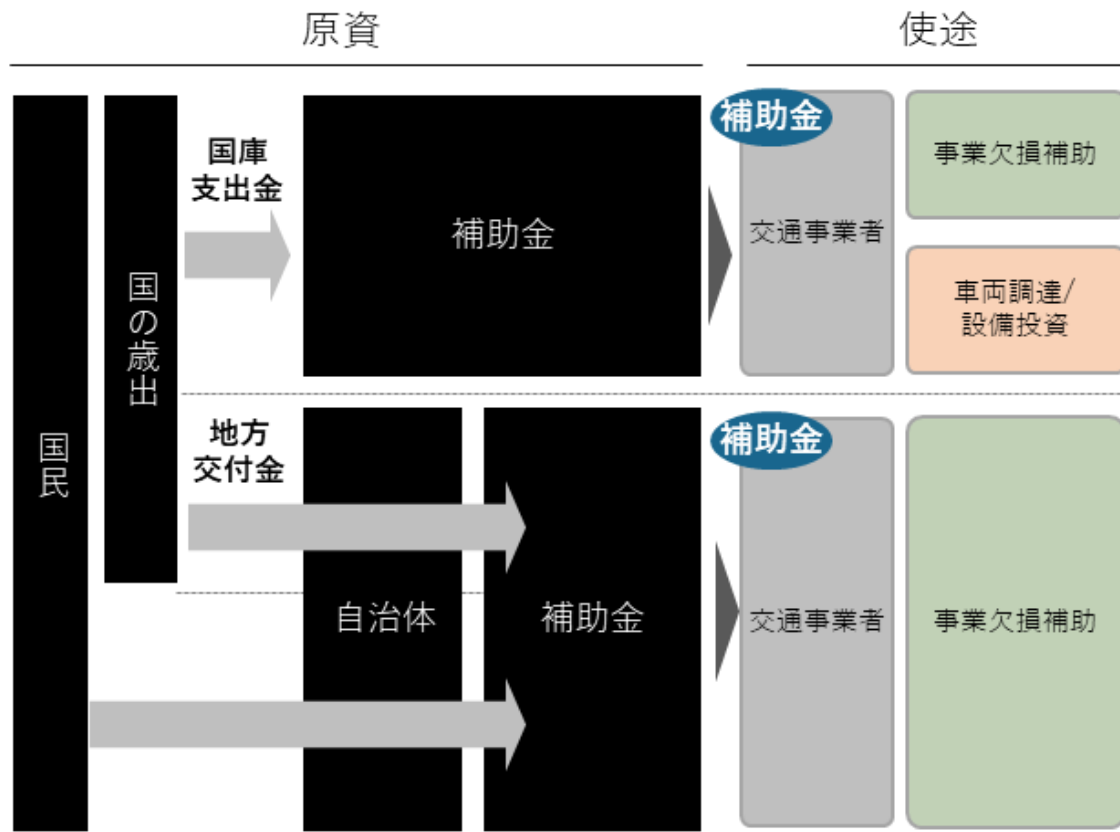 原資
使途
国民
国の歳出
国庫
支出金
補助金
補助金
交通事業者
事業欠損補助
車両調達/
設備投資
地方
交付金
自治体
補助金
補助金
交通事業者
事業欠損補助